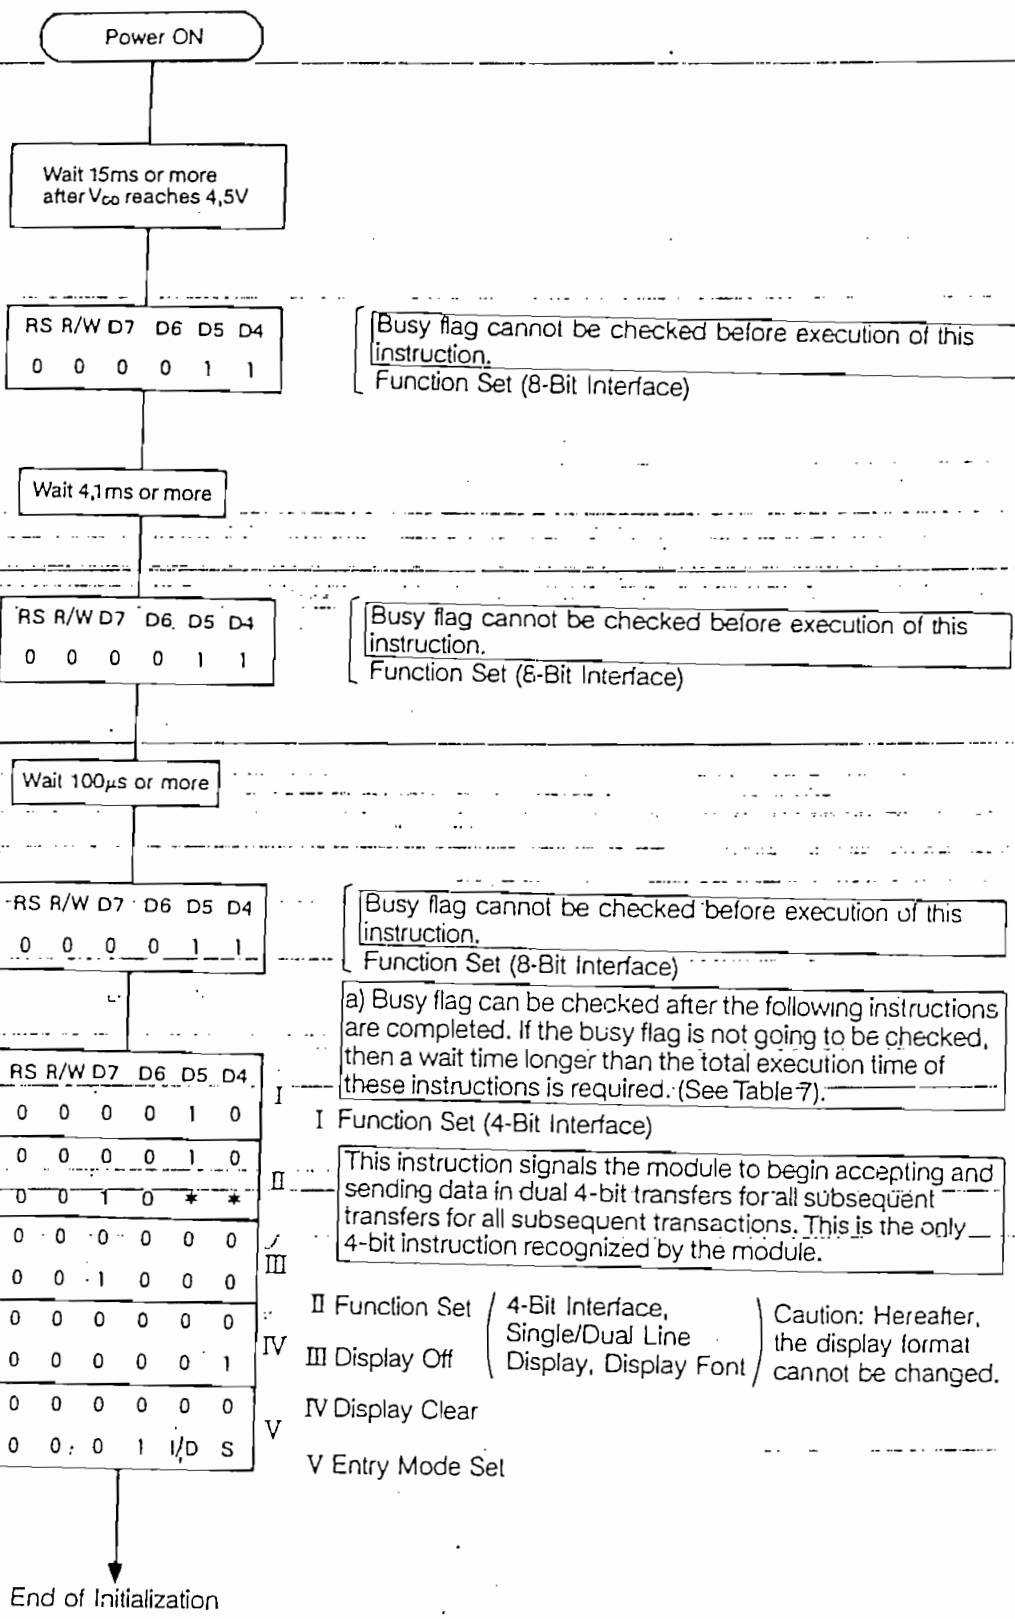 Power ON
Wait 15ms or more
after VCD reaches 4,5V
RS R/W D7 D6 D5 D4
0 0 0 0 1 1
Busy flag cannot be checked before execution of this
instruction.
Function Set (8-Bit Interface)
Wait 4,1ms or more
RS R/W D7 D6 D5 D4
0 0 0 0 1 1
Busy flag cannot be checked before execution of this
instruction.
Function Set (8-Bit Interface)
Wait 100µs or more
RS R/W D7 D6 D5 D4
0 0 0 0 1 1
Busy flag cannot be checked before execution of this
instruction.
Function Set (8-Bit Interface)
a) Busy flag can be checked after the following instructions
are completed. If the busy flag is not going to be checked,
then a wait time longer than the total execution time of
these instructions is required. (See Table 7).
RS R/W D7 D6 D5 D4
0 0 0 0 1 0
I
0 0 0 0 1 0
0 0 1 0 * *
II
0 0 0 0 0 0
0 0 1 0 0 0
III
0 0 0 0 0 0
0 0 0 0 0 1
IV
0 0 0 0 0 0
0 0 0 1 I/D S
V
I Function Set (4-Bit Interface)
This instruction signals the module to begin accepting and
sending data in dual 4-bit transfers for all subsequent
transfers for all subsequent transactions. This is the only
4-bit instruction recognized by the module.
II Function Set
III Display Off
4-Bit Interface,
Single/Dual Line
Display, Display Font
Caution: Hereafter,
the display format
cannot be changed.
IV Display Clear
V Entry Mode Set
End of Initialization